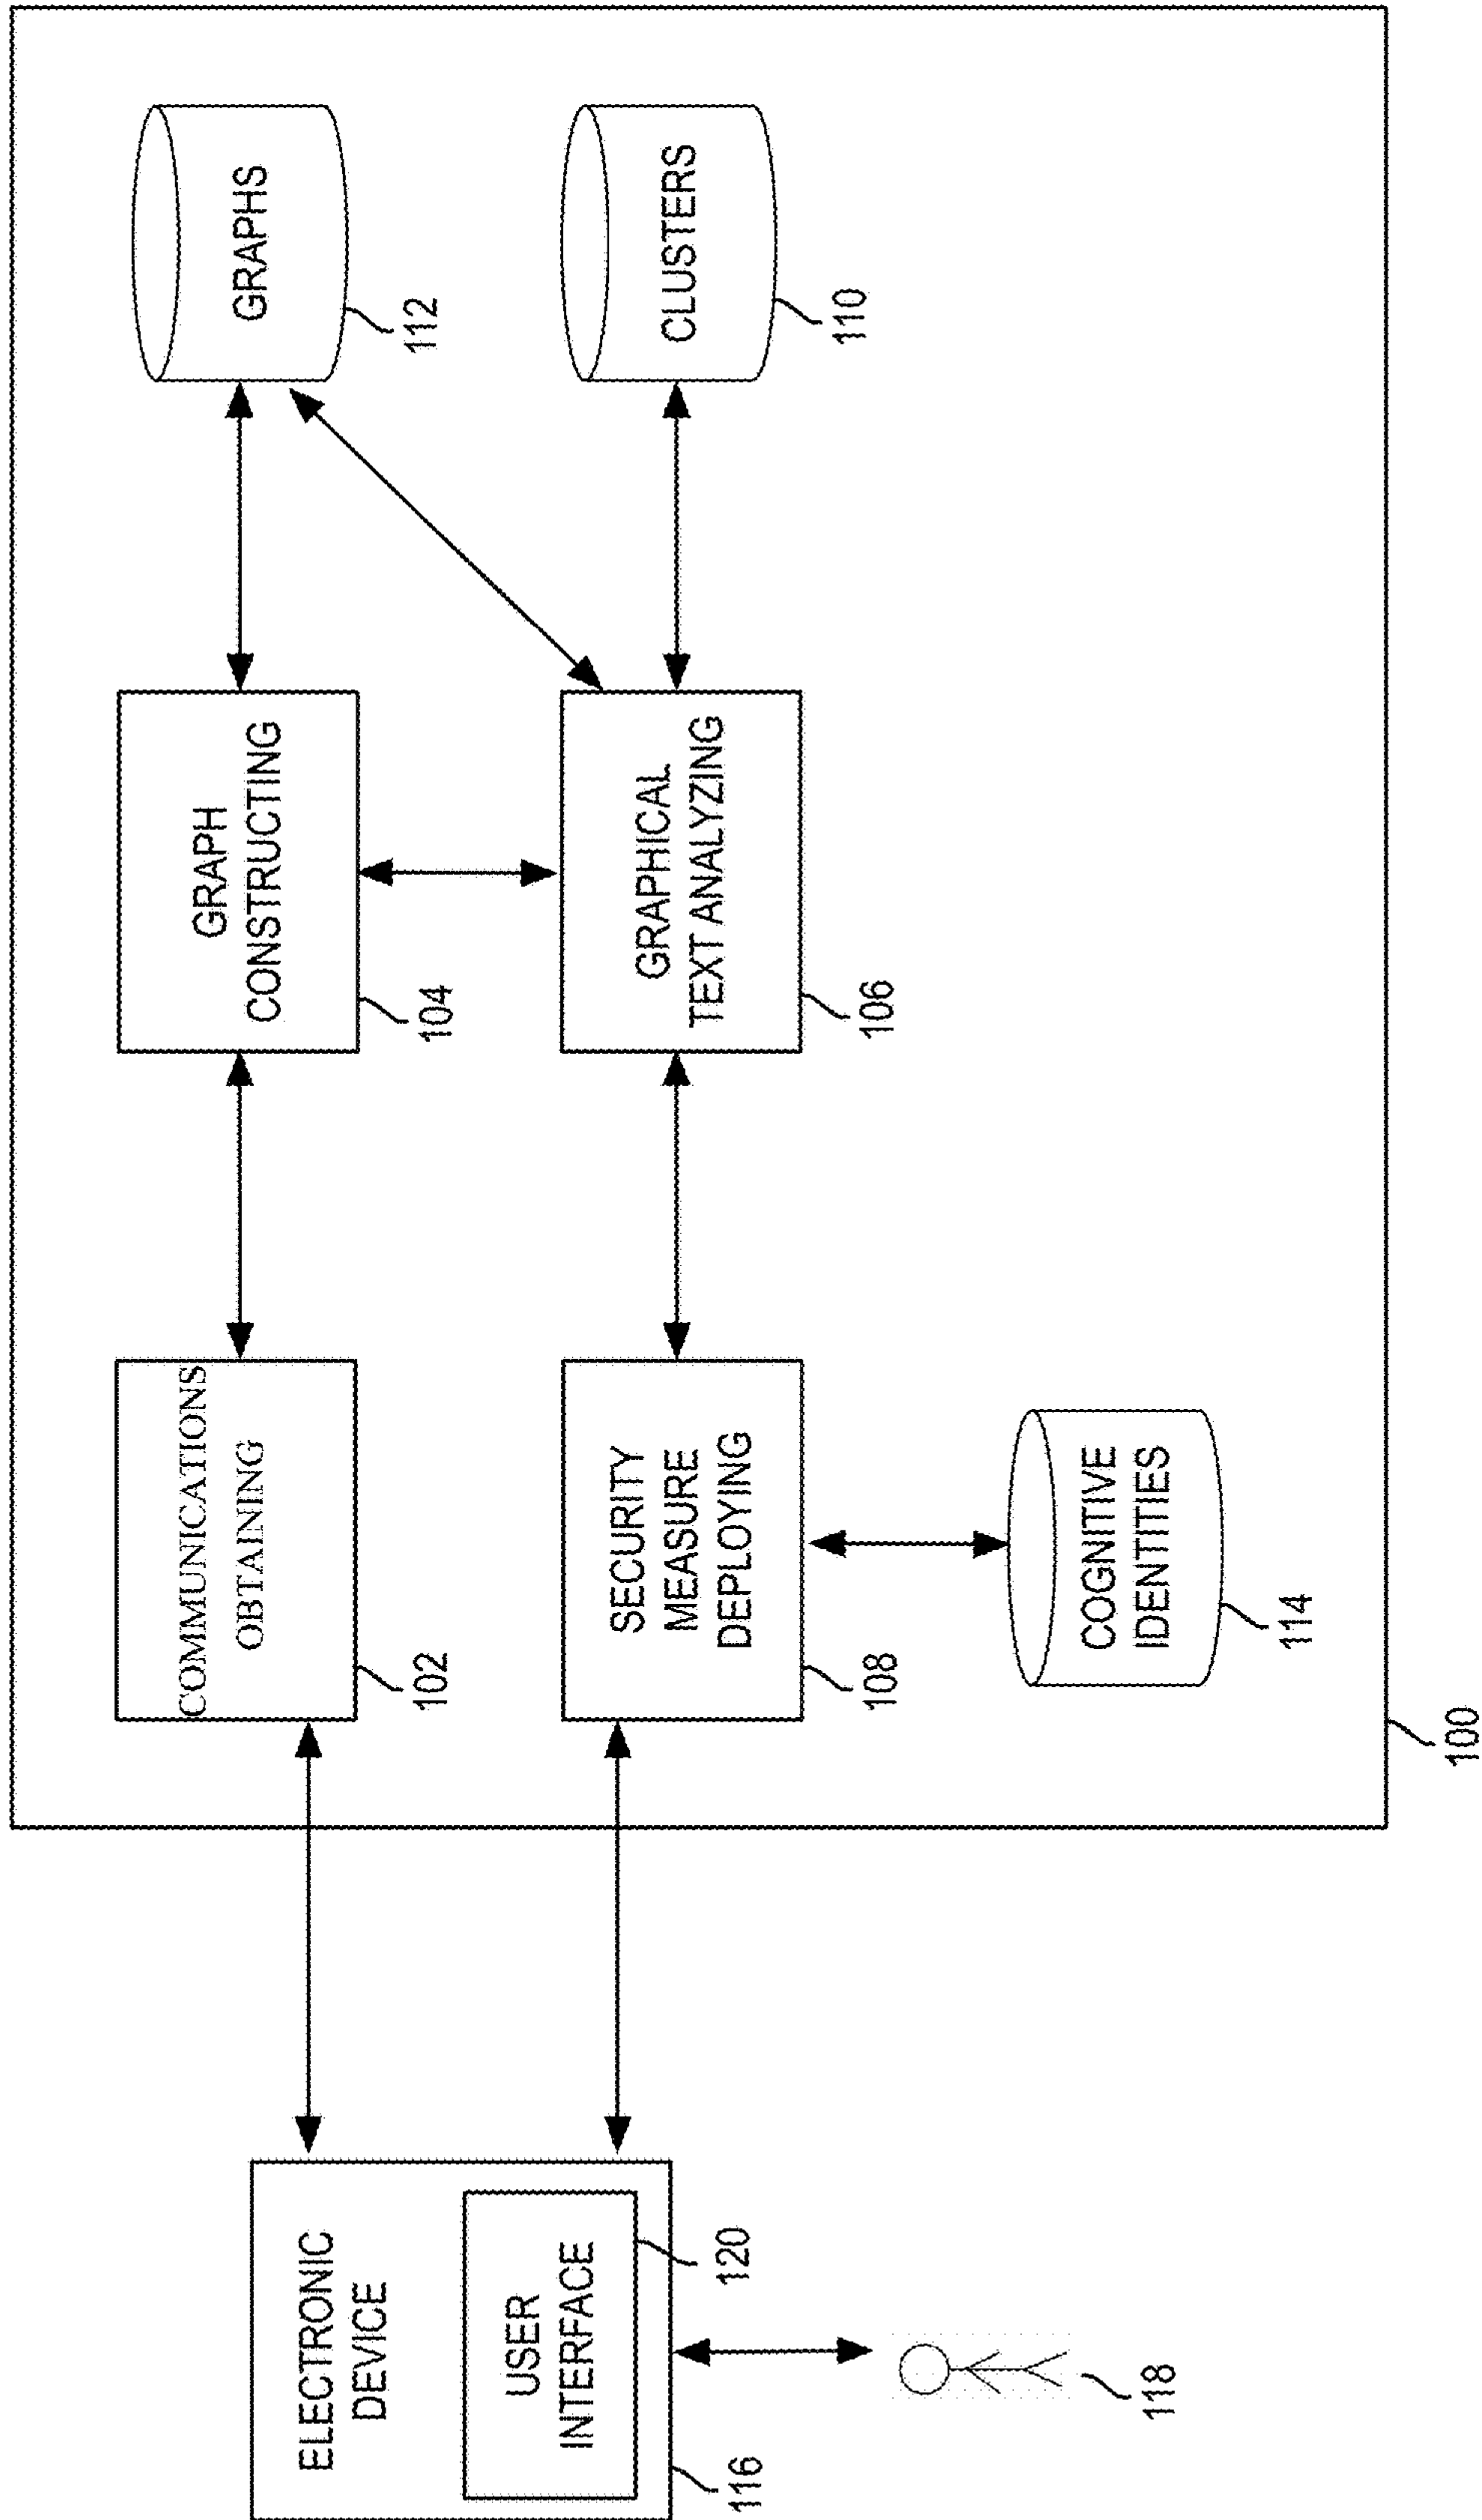 ELECTRONIC
DEVICE
USER
INTERFACE
120
116
118
COMMUNICATIONS
OBTAINING
102
GRAPH
CONSTRUCTING
104
GRAPHS
112
SECURITY
MEASURE
DEPLOYING
108
GRAPHICAL
TEXT ANALYZING
106
CLUSTERS
110
COGNITIVE
IDENTITIES
114
100